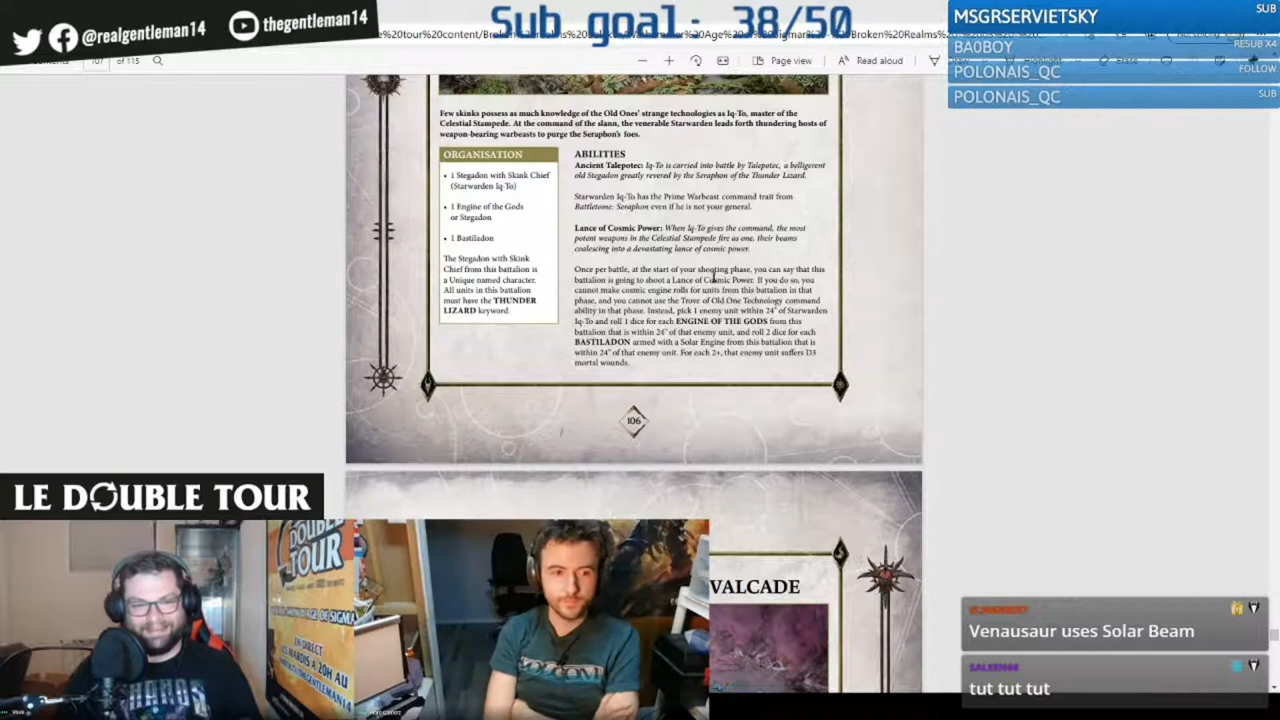 @realgentleman14
thegentleman14
Sub goal: 38/50
MSGRSERVIETSKY
SUB
BA0BOY
RESUB X4
POLONAIS_QC
FOLLOW
POLONAIS_QC
SUB
107 of 115
Page view
Read aloud
Few skinks possess as much knowledge of the Old Ones' strange technologies as Iq-To, master of the
Celestial Stampede. At the command of the slann, the venerable Starwarden leads forth thundering hosts of
weapon-bearing warbeasts to purge the Seraphon's foes.
ORGANISATION
• 1 Stegadon with Skink Chief
(Starwarden Iq-To)
• 1 Engine of the Gods
or Stegadon
• 1 Bastiladon
The Stegadon with Skink
Chief from this battalion is
a Unique named character.
All units in this battalion
must have the THUNDER
LIZARD keyword.
ABILITIES
Ancient Talepotec: Iq-To is carried into battle by Talepotec, a belligerent
old Stegadon greatly revered by the Seraphon of the Thunder Lizard.
Starwarden Iq-To has the Prime Warbeast command trait from
Battletome: Seraphon even if he is not your general.
Lance of Cosmic Power: When Iq-To gives the command, the most
potent weapons in the Celestial Stampede fire as one, their beams
coalescing into a devastating lance of cosmic power.
Once per battle, at the start of your shooting phase, you can say that this
battalion is going to shoot a Lance of Cosmic Power. If you do so, you
cannot make cosmic engine rolls for units from this battalion in that
phase, and you cannot use the Trove of Old One Technology command
ability in that phase. Instead, pick 1 enemy unit within 24" of Starwarden
Iq-To and roll 1 dice for each ENGINE OF THE GODS from this
battalion that is within 24" of that enemy unit, and roll 2 dice for each
BASTILADON armed with a Solar Engine from this battalion that is
within 24" of that enemy unit. For each 2+, that enemy unit suffers D3
mortal wounds.
106
VALCADE
LE DOUBLE TOUR
DOUBLE
TOUR
EN DIRECT
LES MARDIS A 20H AU
Venausaur uses Solar Beam
tut tut tut